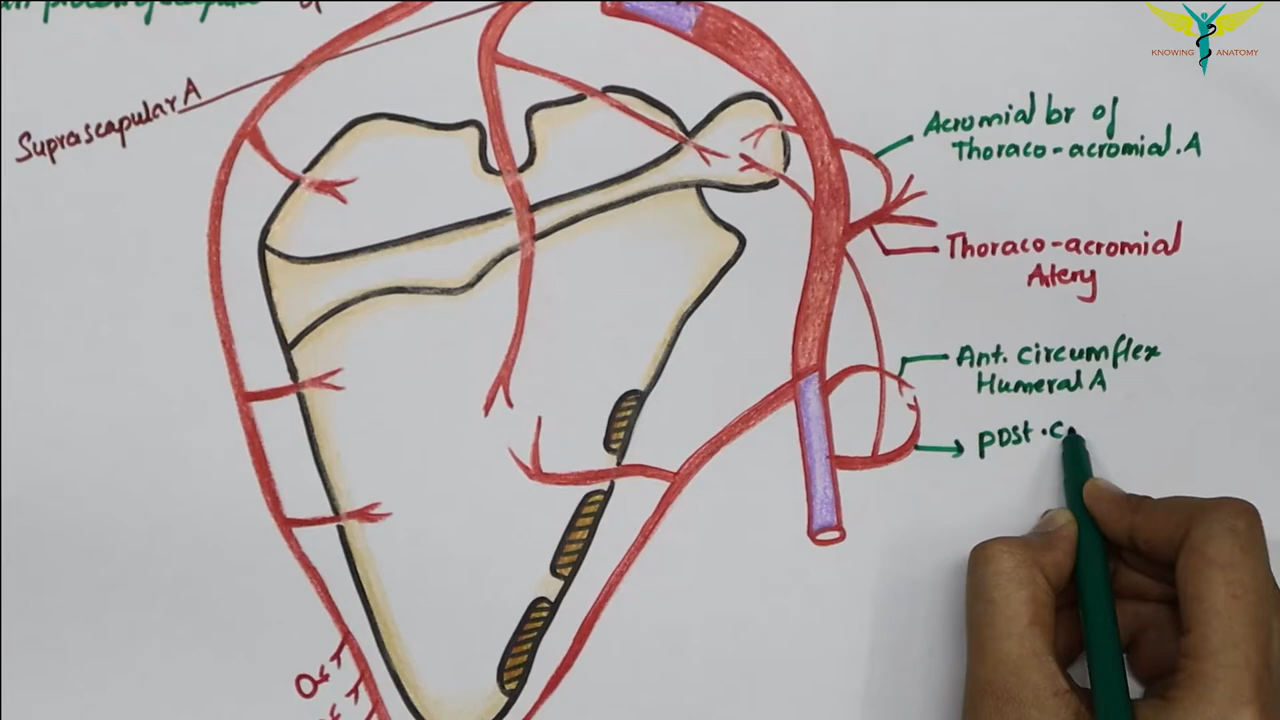 Suprascapular A
KNOWING ANATOMY
Acromial br of
Thoraco-acromial.A
Thoraco-acromial
Artery
Ant. circumflex
Humeral A
Post.c